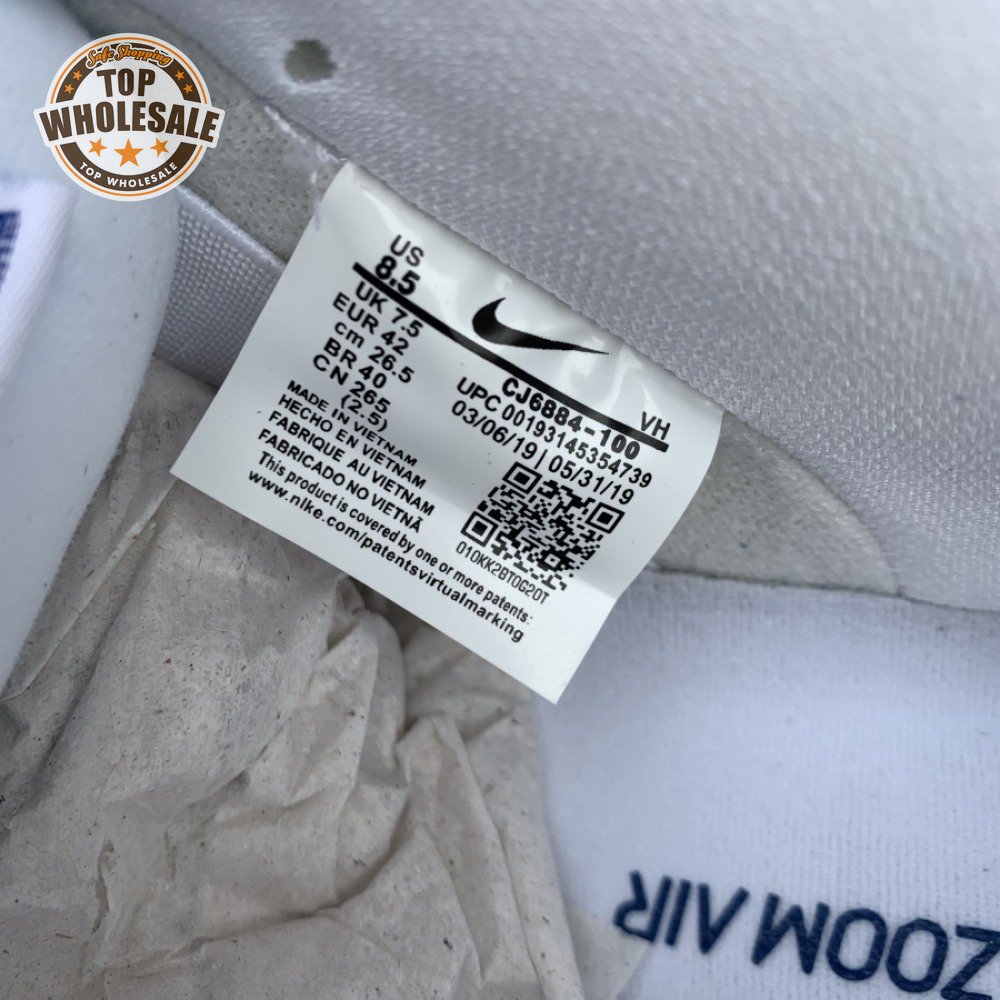 Safe Shopping
TOP
WHOLESALE
TOP WHOLESALE
US
8.5
UK 7.5
EUR 42
cm 26.5
BR 40
CN 265
(2.5)
MADE IN VIETNAM
HECHO EN VIETNAM
FABRIQUE AU VIETNAM
FABRICADO NO VIETNÃ
This product is covered by one or more patents:
www.nike.com/patentsvirtualmarking
CJ6884-100
VH
UPC 00193145354739
03/06/19 | 05/31/19
010KK2BT0G20T
ZOOM AIR